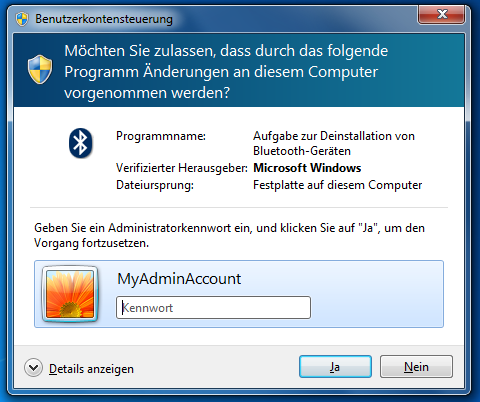 Benutzerkontensteuerung
Möchten Sie zulassen, dass durch das folgende
Programm Änderungen an diesem Computer
vorgenommen werden?
Programmname: Aufgabe zur Deinstallation von
Bluetooth-Geräten
Verifizierter Herausgeber: Microsoft Windows
Dateiursprung: Festplatte auf diesem Computer
Geben Sie ein Administratorkennwort ein, und klicken Sie auf "Ja", um den
Vorgang fortzusetzen.
MyAdminAccount
Kennwort
Details anzeigen Ja Nein